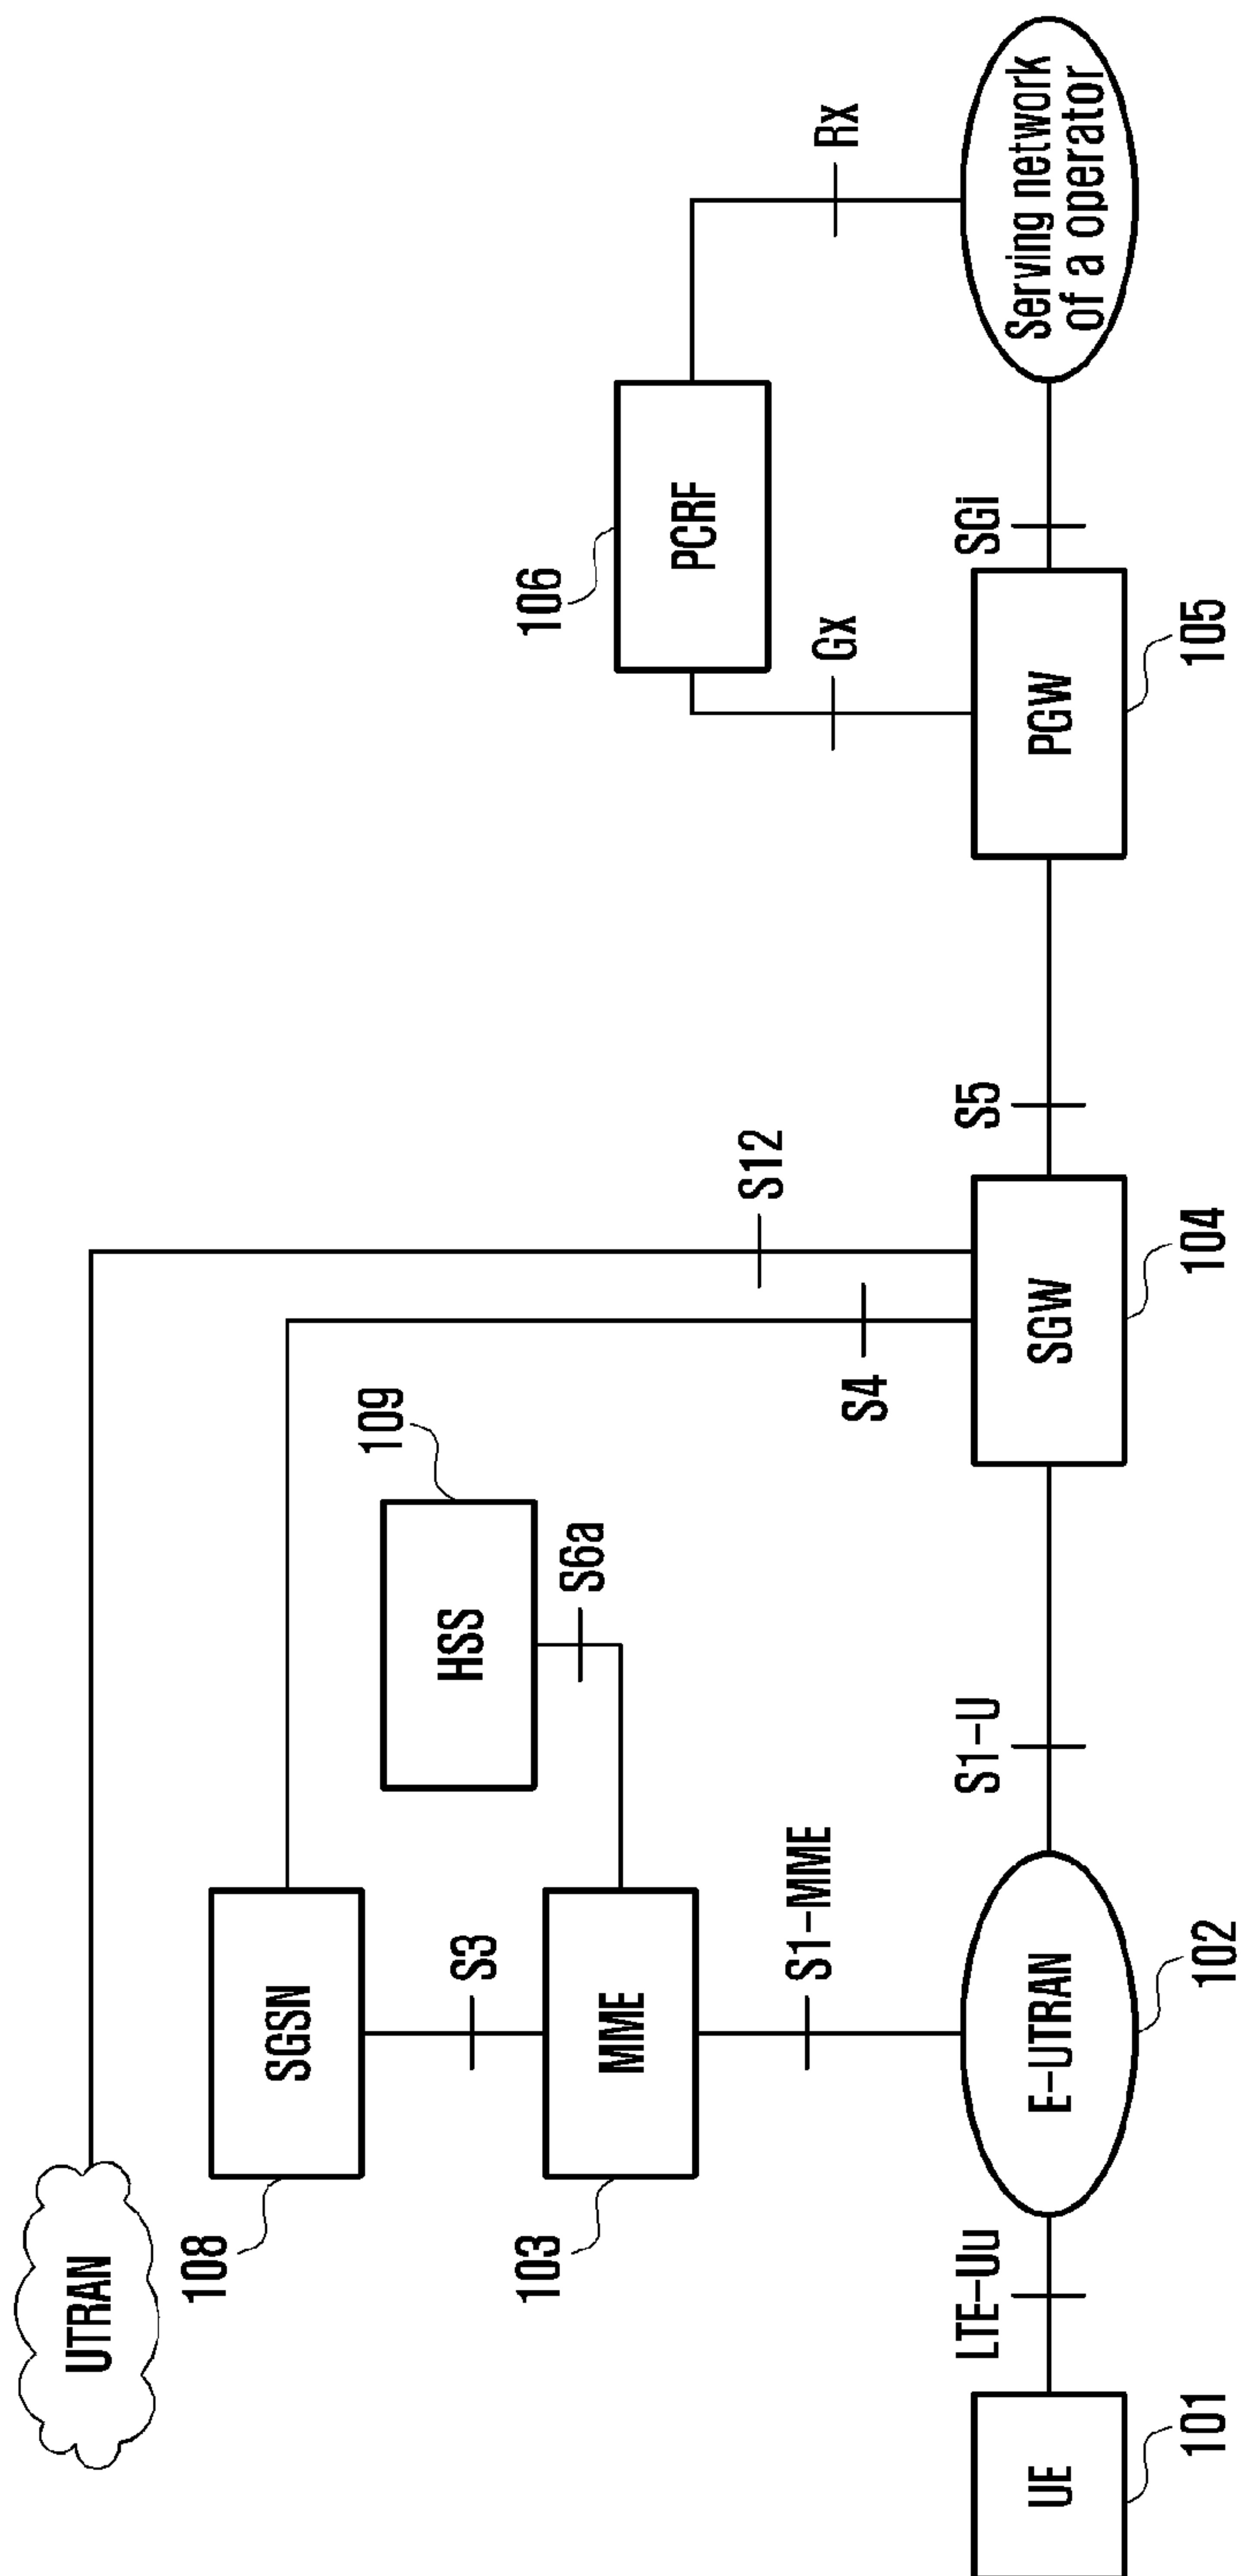 UTRAN
108
SGSN
S3
103
MME
S1-MME
109
HSS
S6a
S4
S12
106
PCRF
Gx
Rx
UE
101
LTE-Uu
E-UTRAN
102
S1-U
SGW
104
S5
PGW
105
SGi
Serving network
of a operator